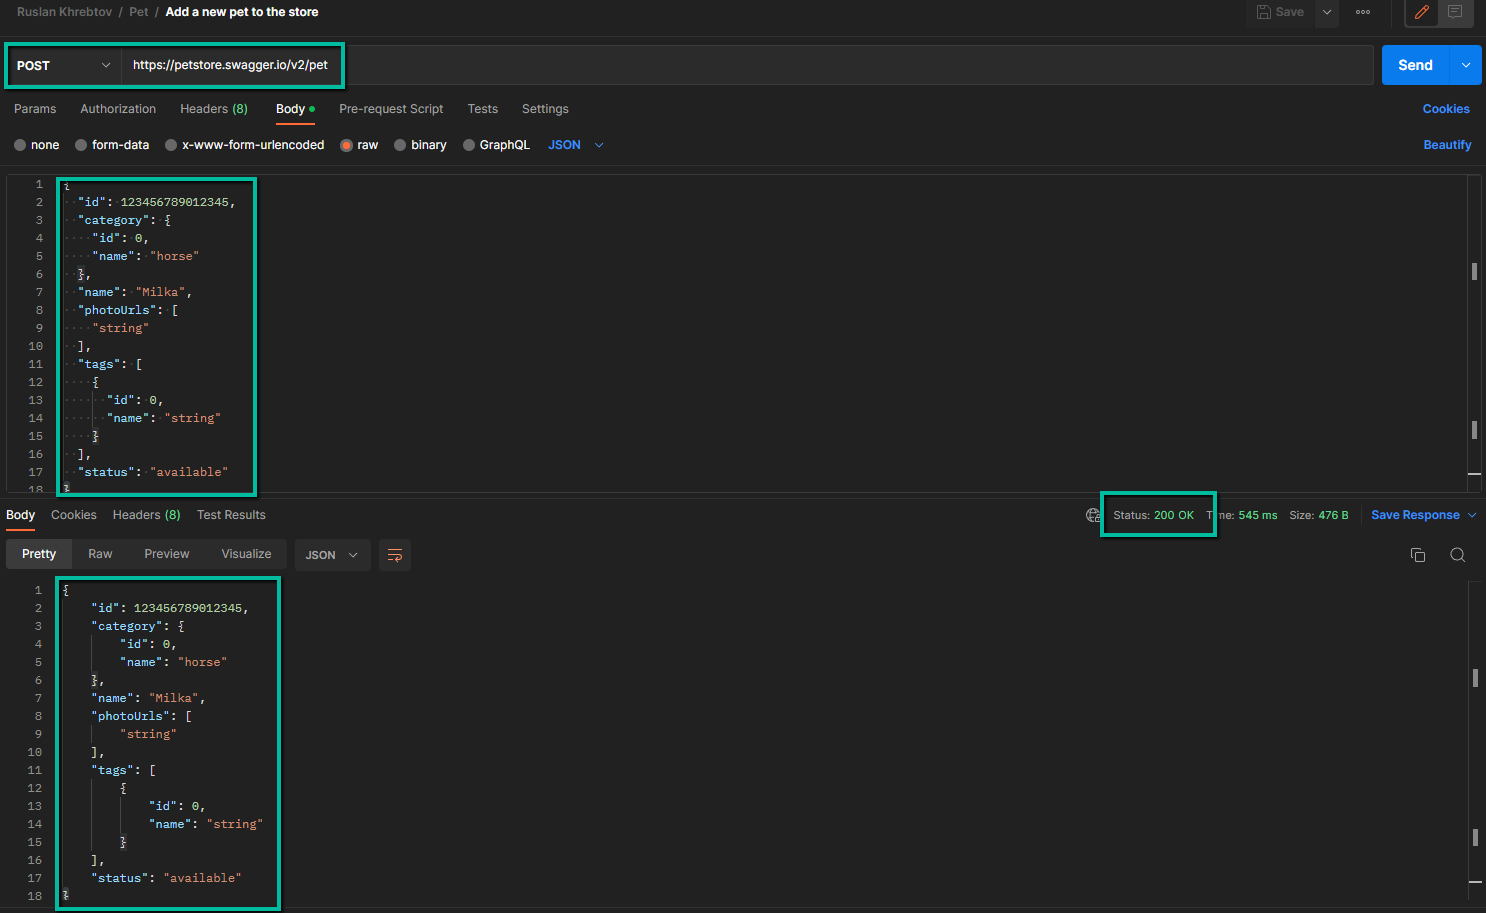 Ruslan Khrebtov / Pet / Add a new pet to the store
Save
POST
https://petstore.swagger.io/v2/pet
Send
Params Authorization Headers (8) Body Pre-request Script Tests Settings Cookies
none form-data x-www-form-urlencoded raw binary GraphQL JSON Beautify
1 {
2 "id": 123456789012345,
3 "category": {
4 "id": 0,
5 "name": "horse"
6 },
7 "name": "Milka",
8 "photoUrls": [
9 "string"
10 ],
11 "tags": [
12 {
13 "id": 0,
14 "name": "string"
15 }
16 ],
17 "status": "available"
18 }
Body Cookies Headers (8) Test Results Status: 200 OK Time: 545 ms Size: 476 B Save Response
Pretty Raw Preview Visualize JSON
1 {
2 "id": 123456789012345,
3 "category": {
4 "id": 0,
5 "name": "horse"
6 },
7 "name": "Milka",
8 "photoUrls": [
9 "string"
10 ],
11 "tags": [
12 {
13 "id": 0,
14 "name": "string"
15 }
16 ],
17 "status": "available"
18 }